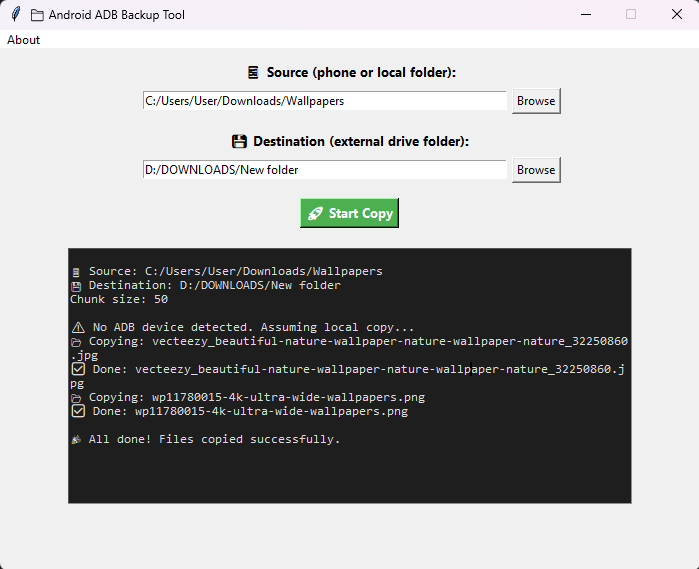 Android ADB Backup Tool
About
Source (phone or local folder):
C:/Users/User/Downloads/Wallpapers
Browse
Destination (external drive folder):
D:/DOWNLOADS/New folder
Browse
Start Copy
Source: C:/Users/User/Downloads/Wallpapers
Destination: D:/DOWNLOADS/New folder
Chunk size: 50
No ADB device detected. Assuming local copy...
Copying: vecteezy_beautiful-nature-wallpaper-nature-wallpaper-nature_32250860
.jpg
Done: vecteezy_beautiful-nature-wallpaper-nature-wallpaper-nature_32250860.j
pg
Copying: wp11780015-4k-ultra-wide-wallpapers.png
Done: wp11780015-4k-ultra-wide-wallpapers.png
All done! Files copied successfully.